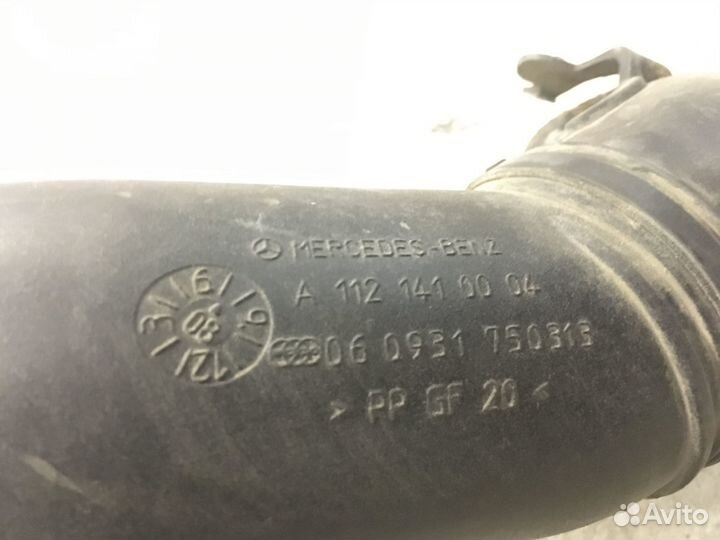 MERCEDES-BENZ
A 112 141 00 04
06 0931 750313
> PP GF 20 <
Avito